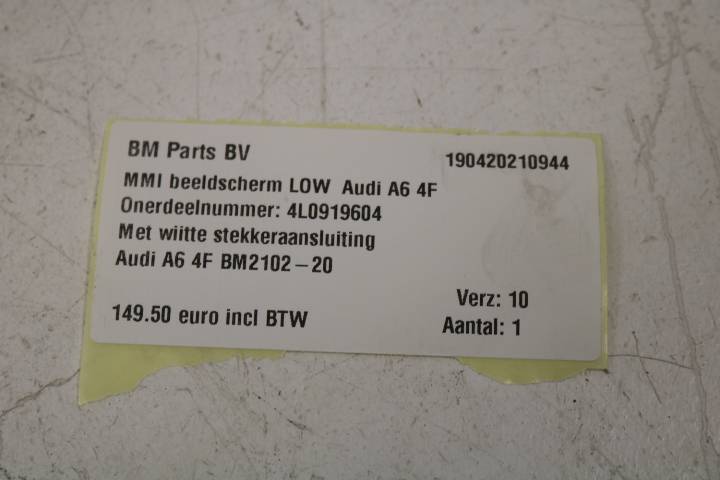 BM Parts BV 190420210944
MMI beeldscherm LOW Audi A6 4F
Onerdeelnummer: 4L0919604
Met wiitte stekkeraansluiting
Audi A6 4F BM2102-20
149.50 euro incl BTW
Verz: 10
Aantal: 1